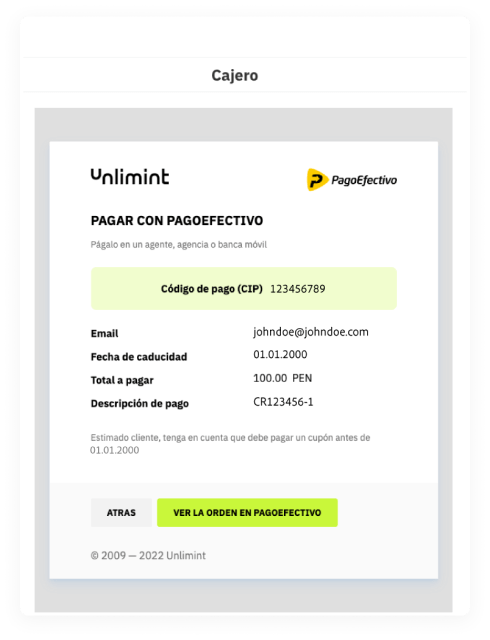 Cajero
Unlimint
PagoEfectivo
PAGAR CON PAGOEFECTIVO
Págalo en un agente, agencia o banca móvil
Código de pago (CIP) 123456789
Email johndoe@johndoe.com
Fecha de caducidad 01.01.2000
Total a pagar 100.00 PEN
Descripción de pago CR123456-1
Estimado cliente, tenga en cuenta que debe pagar un cupón antes de
01.01.2000
ATRAS VER LA ORDEN EN PAGOEFECTIVO
© 2009 — 2022 Unlimint